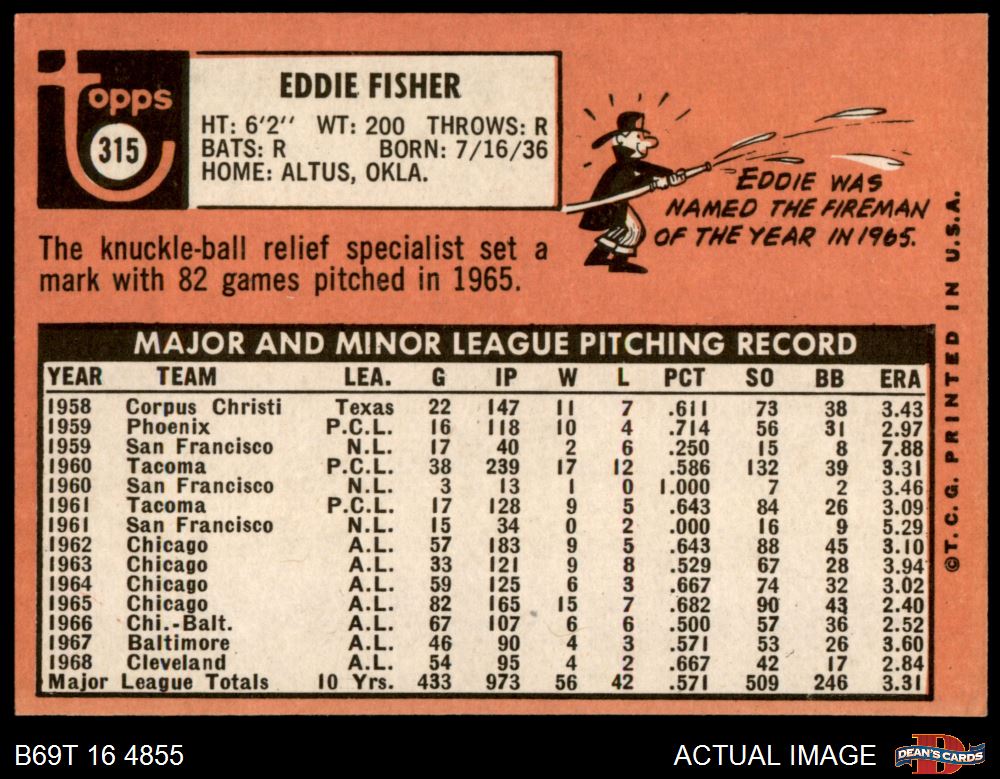 topps
315
EDDIE FISHER
HT: 6'2'' WT: 200 THROWS: R
BATS: R BORN: 7/16/36
HOME: ALTUS, OKLA.
EDDIE WAS
NAMED THE FIREMAN
OF THE YEAR IN 1965.
The knuckle-ball relief specialist set a
mark with 82 games pitched in 1965.
MAJOR AND MINOR LEAGUE PITCHING RECORD
YEAR TEAM LEA. G IP W L PCT SO BB ERA
1958 Corpus Christi Texas 22 147 11 7 .611 73 38 3.43
1959 Phoenix P.C.L. 16 118 10 4 .714 56 31 2.97
1959 San Francisco N.L. 17 40 2 6 .250 15 8 7.88
1960 Tacoma P.C.L. 38 239 17 12 .586 132 39 3.31
1960 San Francisco N.L. 3 13 1 0 1.000 7 2 3.46
1961 Tacoma P.C.L. 17 128 9 5 .643 84 26 3.09
1961 San Francisco N.L. 15 34 0 2 .000 16 9 5.29
1962 Chicago A.L. 57 183 9 5 .643 88 45 3.10
1963 Chicago A.L. 33 121 9 8 .529 67 28 3.94
1964 Chicago A.L. 59 125 6 3 .667 74 32 3.02
1965 Chicago A.L. 82 165 15 7 .682 90 43 2.40
1966 Chi.-Balt. A.L. 67 107 6 6 .500 57 36 2.52
1967 Baltimore A.L. 46 90 4 3 .571 53 26 3.60
1968 Cleveland A.L. 54 95 4 2 .667 42 17 2.84
Major League Totals 10 Yrs. 433 973 56 42 .571 509 246 3.31
©T.C.G. PRINTED IN U.S.A.
B69T 16 4855
ACTUAL IMAGE
DEAN'S CARDS